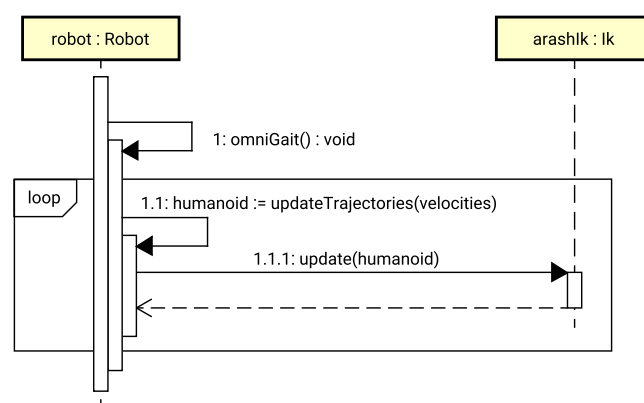 robot : Robot
arashIk : Ik
1: omniGait() : void
loop
1.1: humanoid := updateTrajectories(velocities)
1.1.1: update(humanoid)